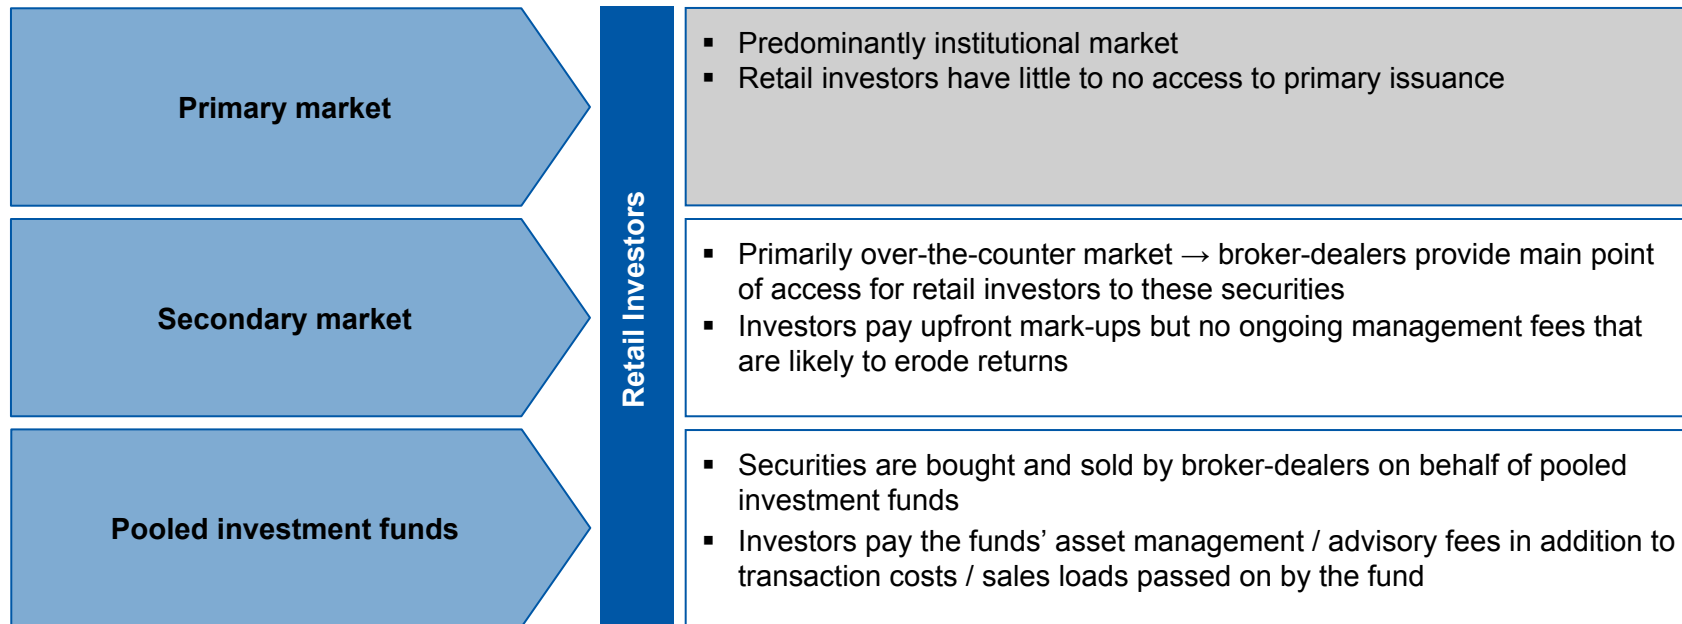 Primary market
▪ Predominantly institutional market
▪ Retail investors have little to no access to primary issuance
Retail Investors
Secondary market
▪ Primarily over-the-counter market → broker-dealers provide main point
of access for retail investors to these securities
▪ Investors pay upfront mark-ups but no ongoing management fees that
are likely to erode returns
Pooled investment funds
▪ Securities are bought and sold by broker-dealers on behalf of pooled
investment funds
▪ Investors pay the funds’ asset management / advisory fees in addition to
transaction costs / sales loads passed on by the fund